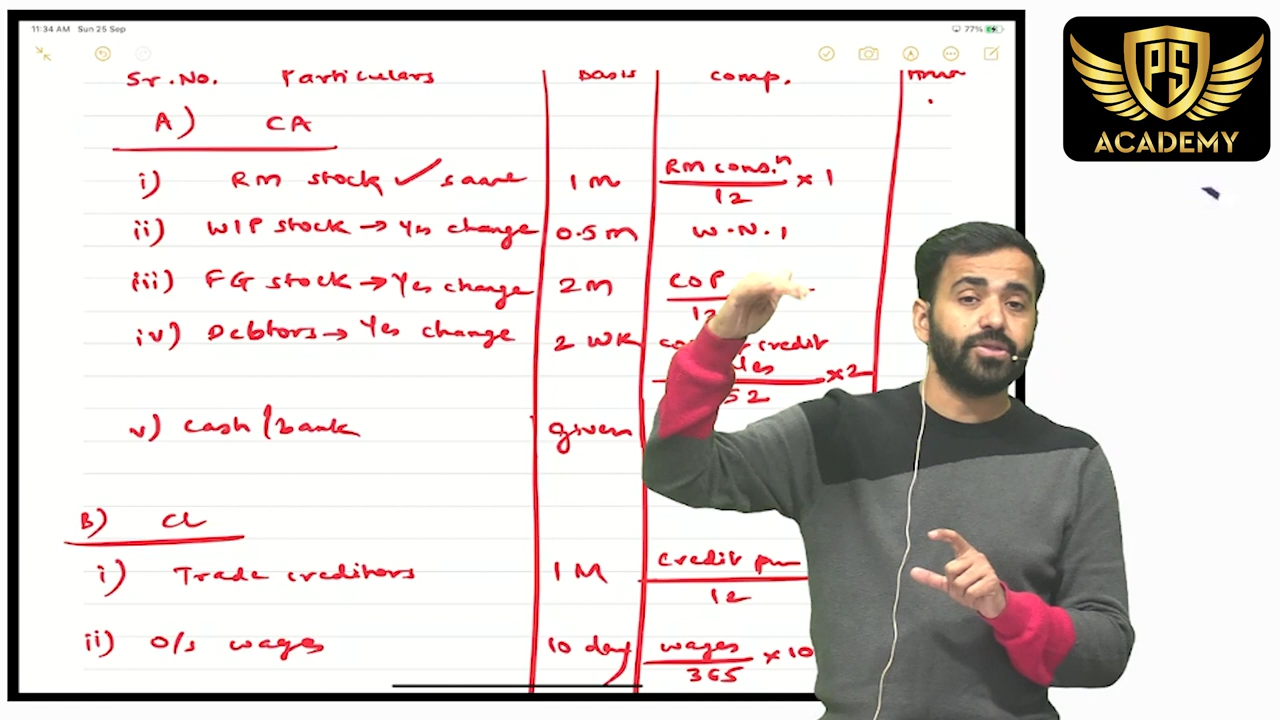 11:34 AM Sun 25 Sep
77%
PS
ACADEMY
Sr.No. Particulars Basis Comp.
A) CA
i) RM stock ✓ same 1 M RM cons.ⁿ / 12 × 1
ii) WIP stock → Yes change 0.5 M W.N.1
iii) FG stock → Yes change 2 M COP / 12
iv) Debtors → Yes change 2 WK credit / 52 × 2
v) cash / bank given
B) CL
i) Trade creditors 1 M credit pur / 12
ii) o/s wages 10 day wages / 365 × 10